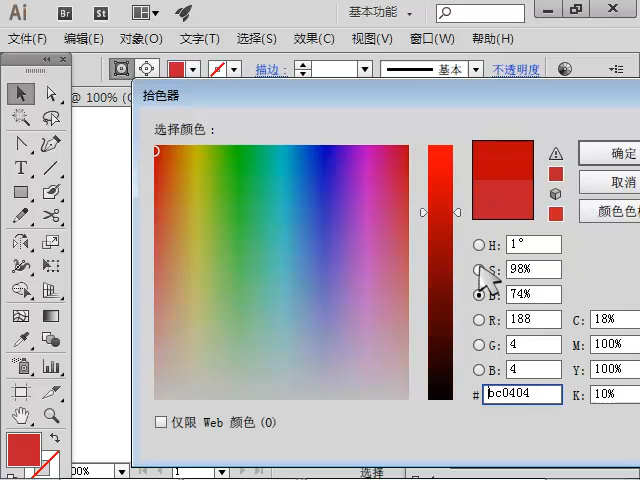 Ai Br St 基本功能
文件(F) 编辑(E) 对象(O) 文字(T) 选择(S) 效果(C) 视图(V) 窗口(W) 帮助(H)
描边: 基本 不透明度
@ 100% (C
拾色器
选择颜色:
确定
取消
颜色色
H: 1°
S: 98%
B: 74%
R: 188 C: 18%
G: 4 M: 100%
B: 4 Y: 100%
# bc0404 K: 10%
仅限 Web 颜色(O)
00% 1 选择